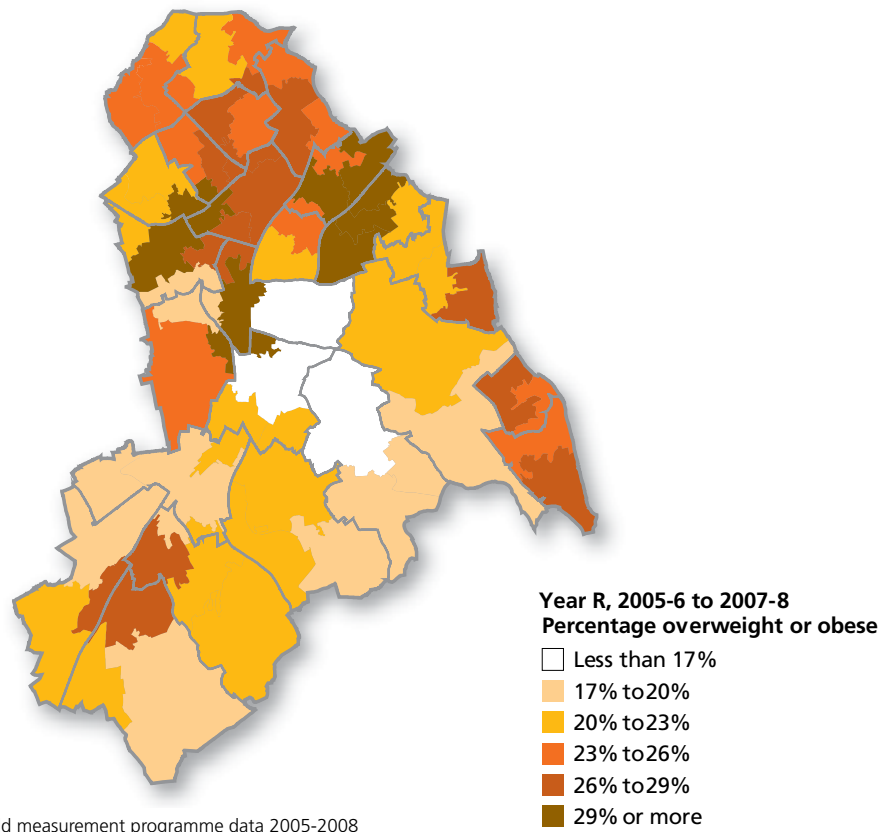 Year R, 2005-6 to 2007-8
Percentage overweight or obese
Less than 17%
17% to20%
20% to23%
23% to26%
26% to29%
29% or more
d measurement programme data 2005-2008